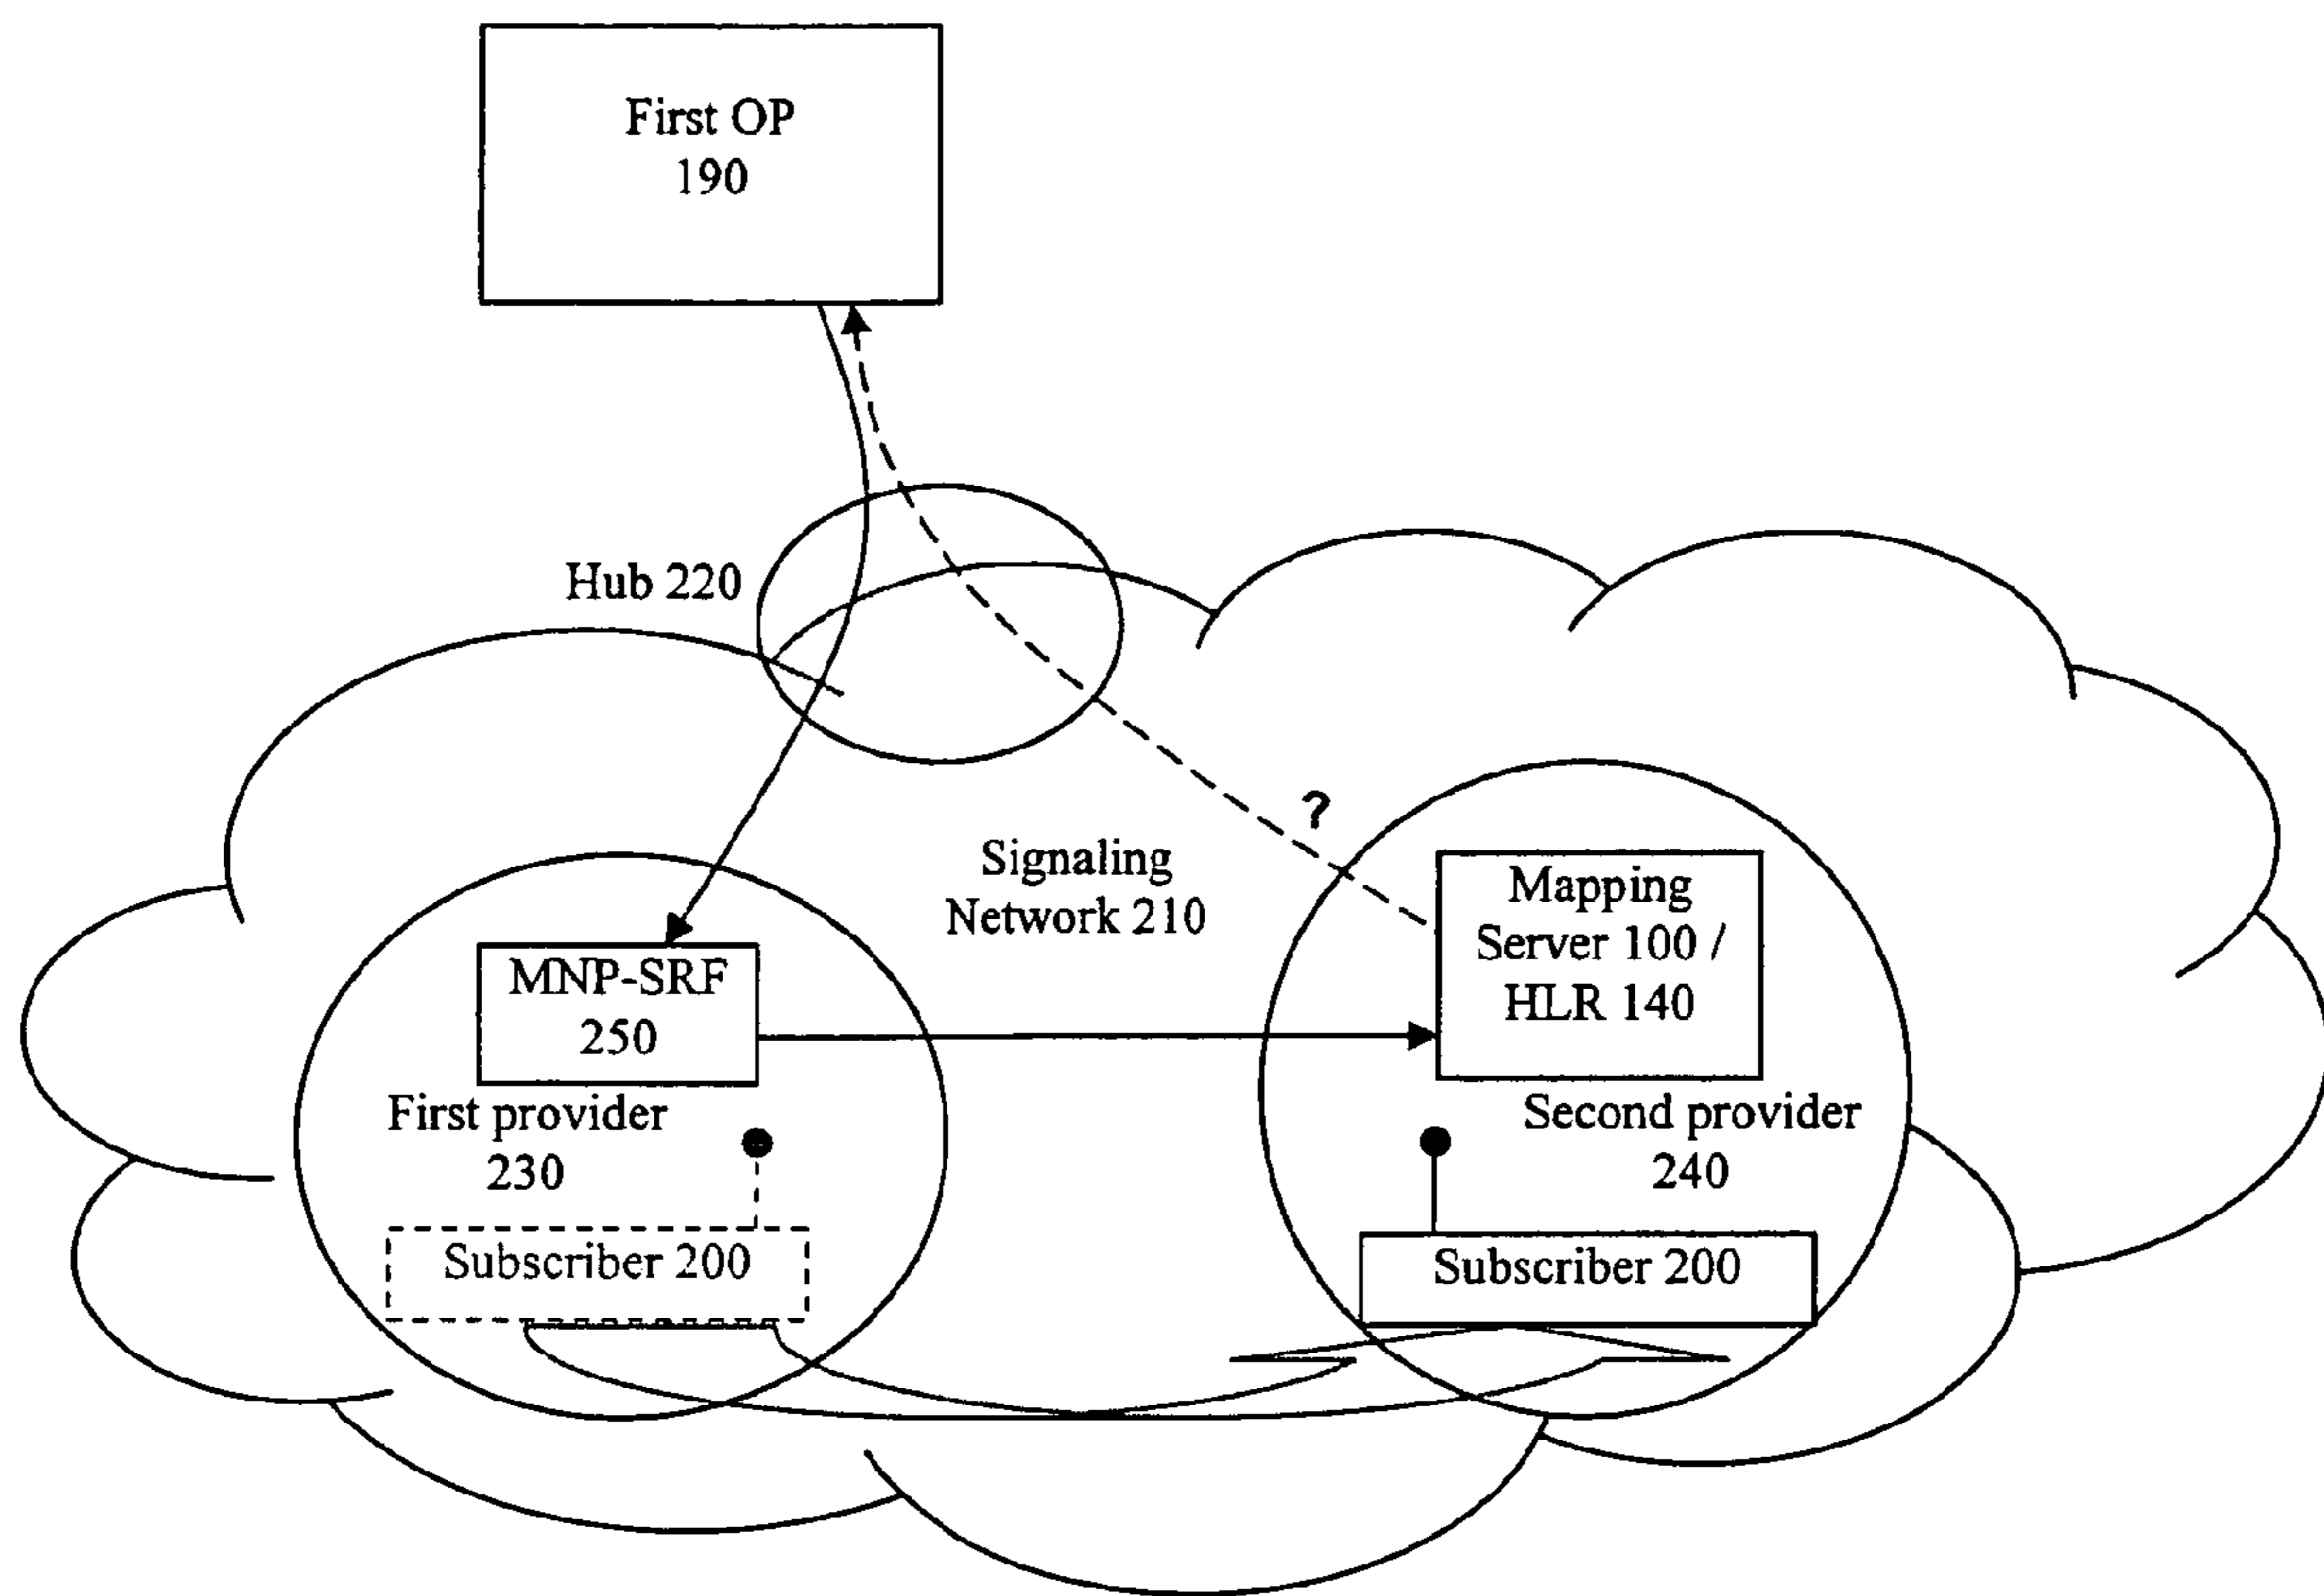 First OP
190
Hub 220
?
Signaling
Network 210
Mapping
Server 100 /
HLR 140
MNP-SRF
250
First provider
230
Second provider
240
Subscriber 200
Subscriber 200